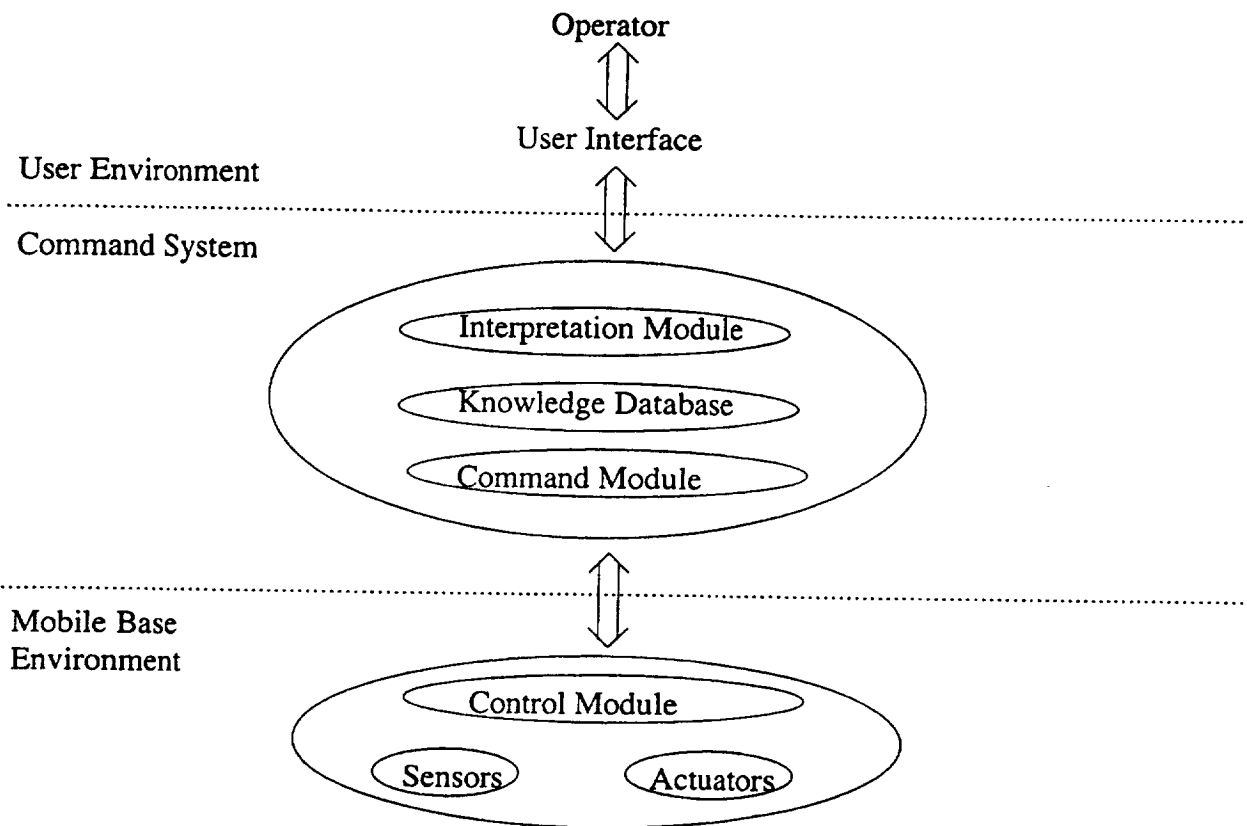 Operator
User Interface
User Environment
Command System
Interpretation Module
Knowledge Database
Command Module
Mobile Base
Environment
Control Module
Sensors
Actuators